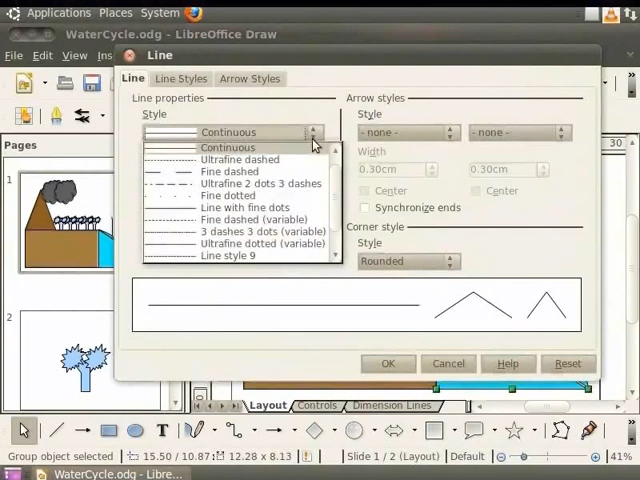 Applications Places System
WaterCycle.odg - LibreOffice Draw
File Edit View Ins
Line
Line Line Styles Arrow Styles
Line properties
Style
Continuous
Continuous
Ultrafine dashed
Fine dashed
Ultrafine 2 dots 3 dashes
Fine dotted
Line with fine dots
Fine dashed (variable)
3 dashes 3 dots (variable)
Ultrafine dotted (variable)
Line style 9
Arrow styles
Style
- none - - none -
Width
0.30cm 0.30cm
Center Center
Synchronize ends
Corner style
Style
Rounded
OK Cancel Help Reset
Pages
1
2
30
Layout Controls Dimension Lines
Group object selected 15.50 / 10.87 12.28 x 8.13 Slide 1 / 2 (Layout) Default 41%
WaterCycle.odg - Libre...